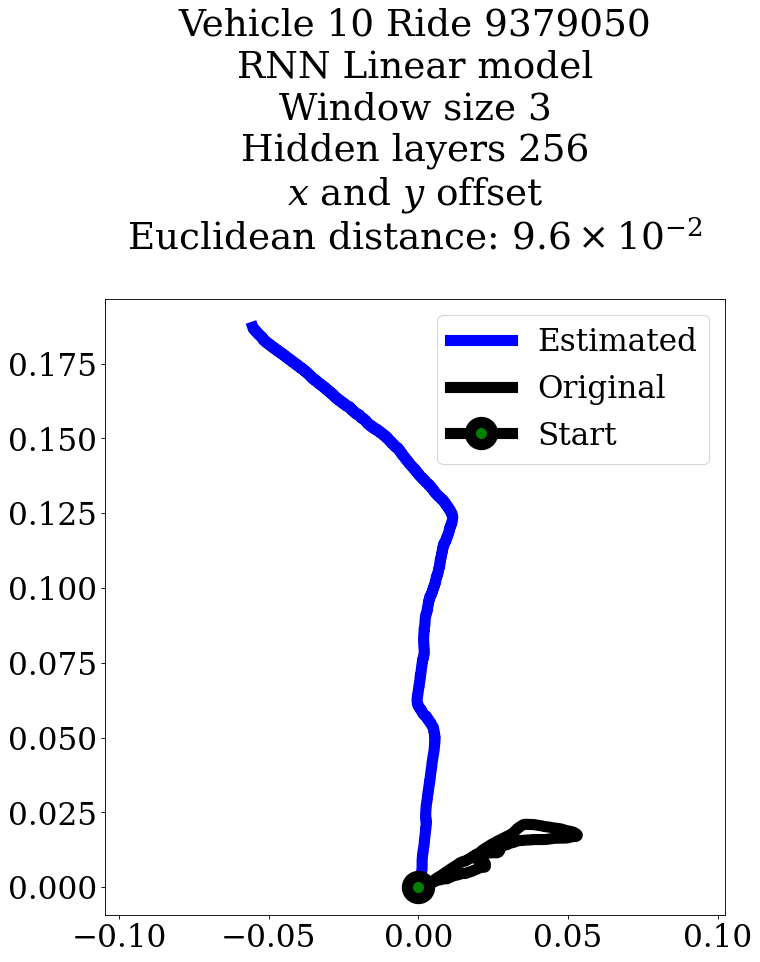 Vehicle 10 Ride 9379050
RNN Linear model
Window size 3
Hidden layers 256
x and y offset
Euclidean distance: 9.6 × 10⁻²
Estimated
Original
Start
0.175
0.150
0.125
0.100
0.075
0.050
0.025
0.000
−0.10 −0.05 0.00 0.05 0.10